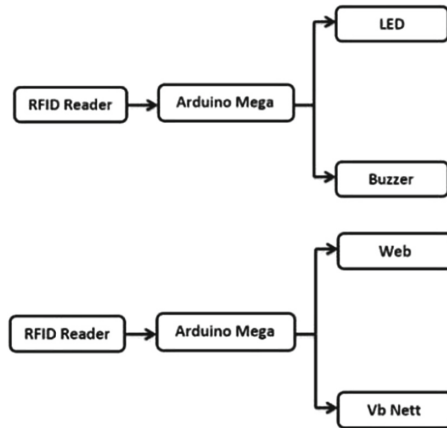 LED
RFID Reader
Arduino Mega
Buzzer
Web
RFID Reader
Arduino Mega
Vb Nett